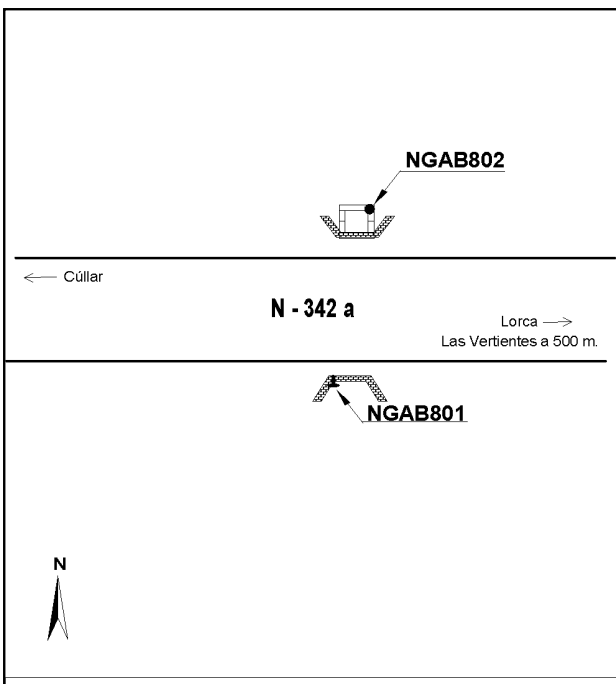 NGAB802
← Cúllar
N - 342 a
Lorca →
Las Vertientes a 500 m.
NGAB801
N